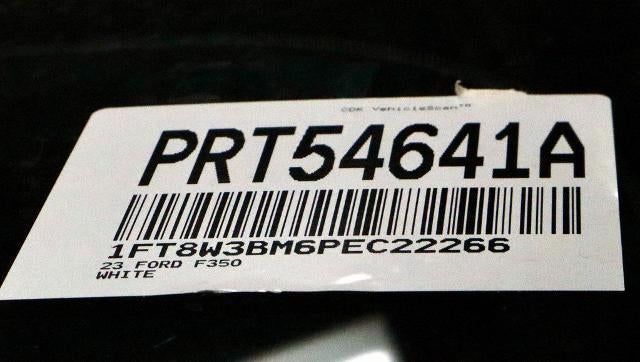 CDK VehicleScan™
PRT54641A
1FT8W3BM6PEC22266
23 FORD F350
WHITE